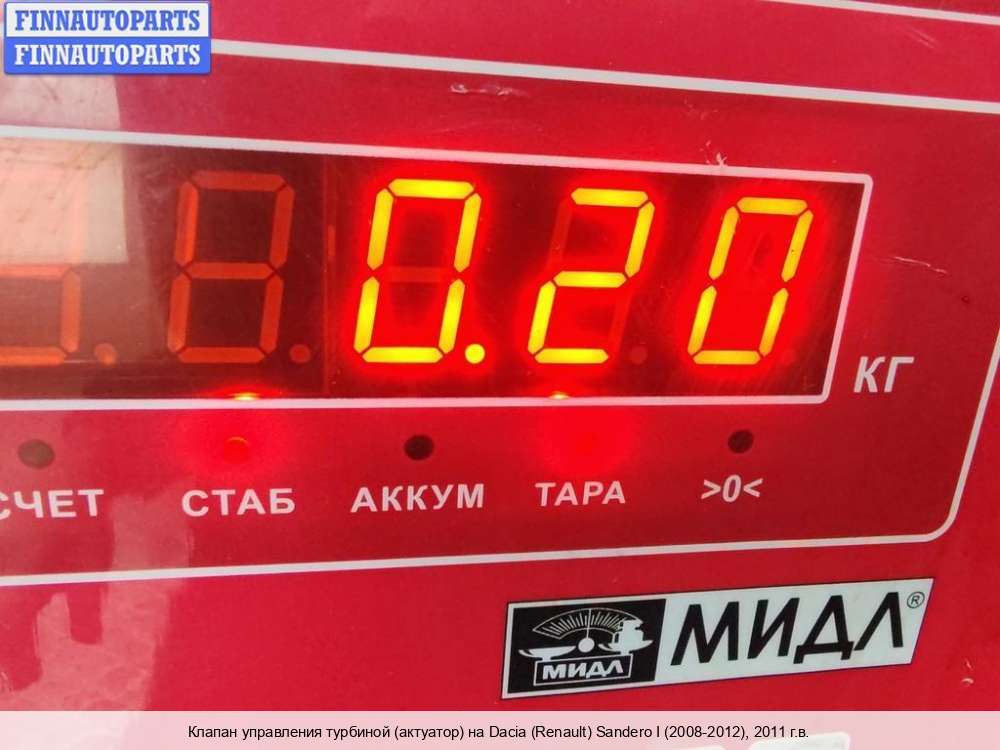 FINNAUTOPARTS
FINNAUTOPARTS
0.20
КГ
СЧЕТ СТАБ АККУМ ТАРА >0<
МИДЛ МИДЛ®
Клапан управления турбиной (актуатор) на Dacia (Renault) Sandero I (2008-2012), 2011 г.в.